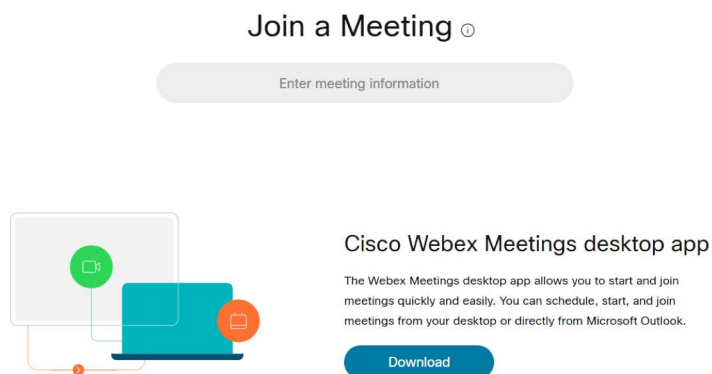 Join a Meeting
Enter meeting information
Cisco Webex Meetings desktop app
The Webex Meetings desktop app allows you to start and join
meetings quickly and easily. You can schedule, start, and join
meetings from your desktop or directly from Microsoft Outlook.
Download